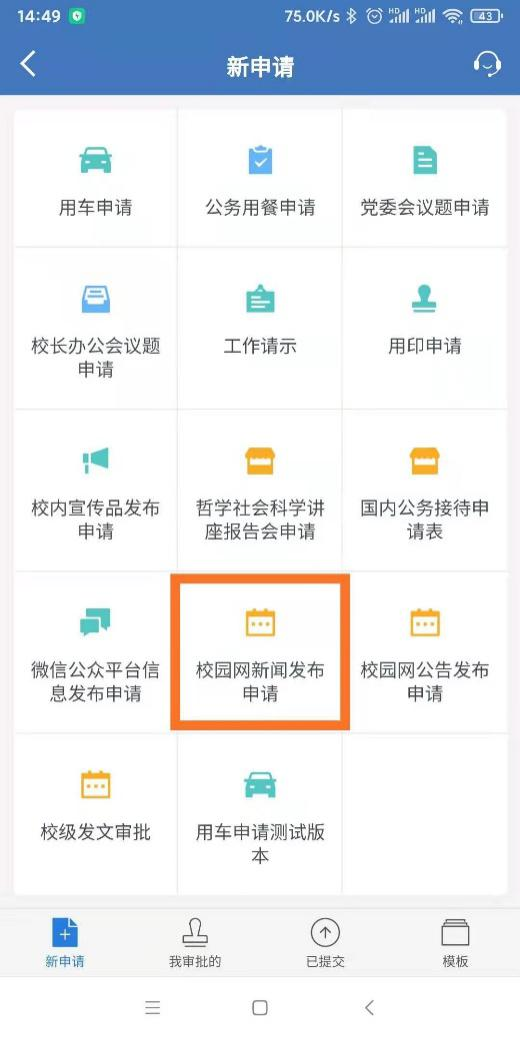 14:49 75.0K/s HD HD 43
新申请
用车申请 公务用餐申请 党委会议题申请
校长办公会议题
申请
工作请示 用印申请
校内宣传品发布
申请
哲学社会科学讲
座报告会申请
国内公务接待申
请表
微信公众平台信
息发布申请
校园网新闻发布
申请
校园网公告发布
申请
校级发文审批
用车申请测试版
本
新申请 我审批的 已提交 模板